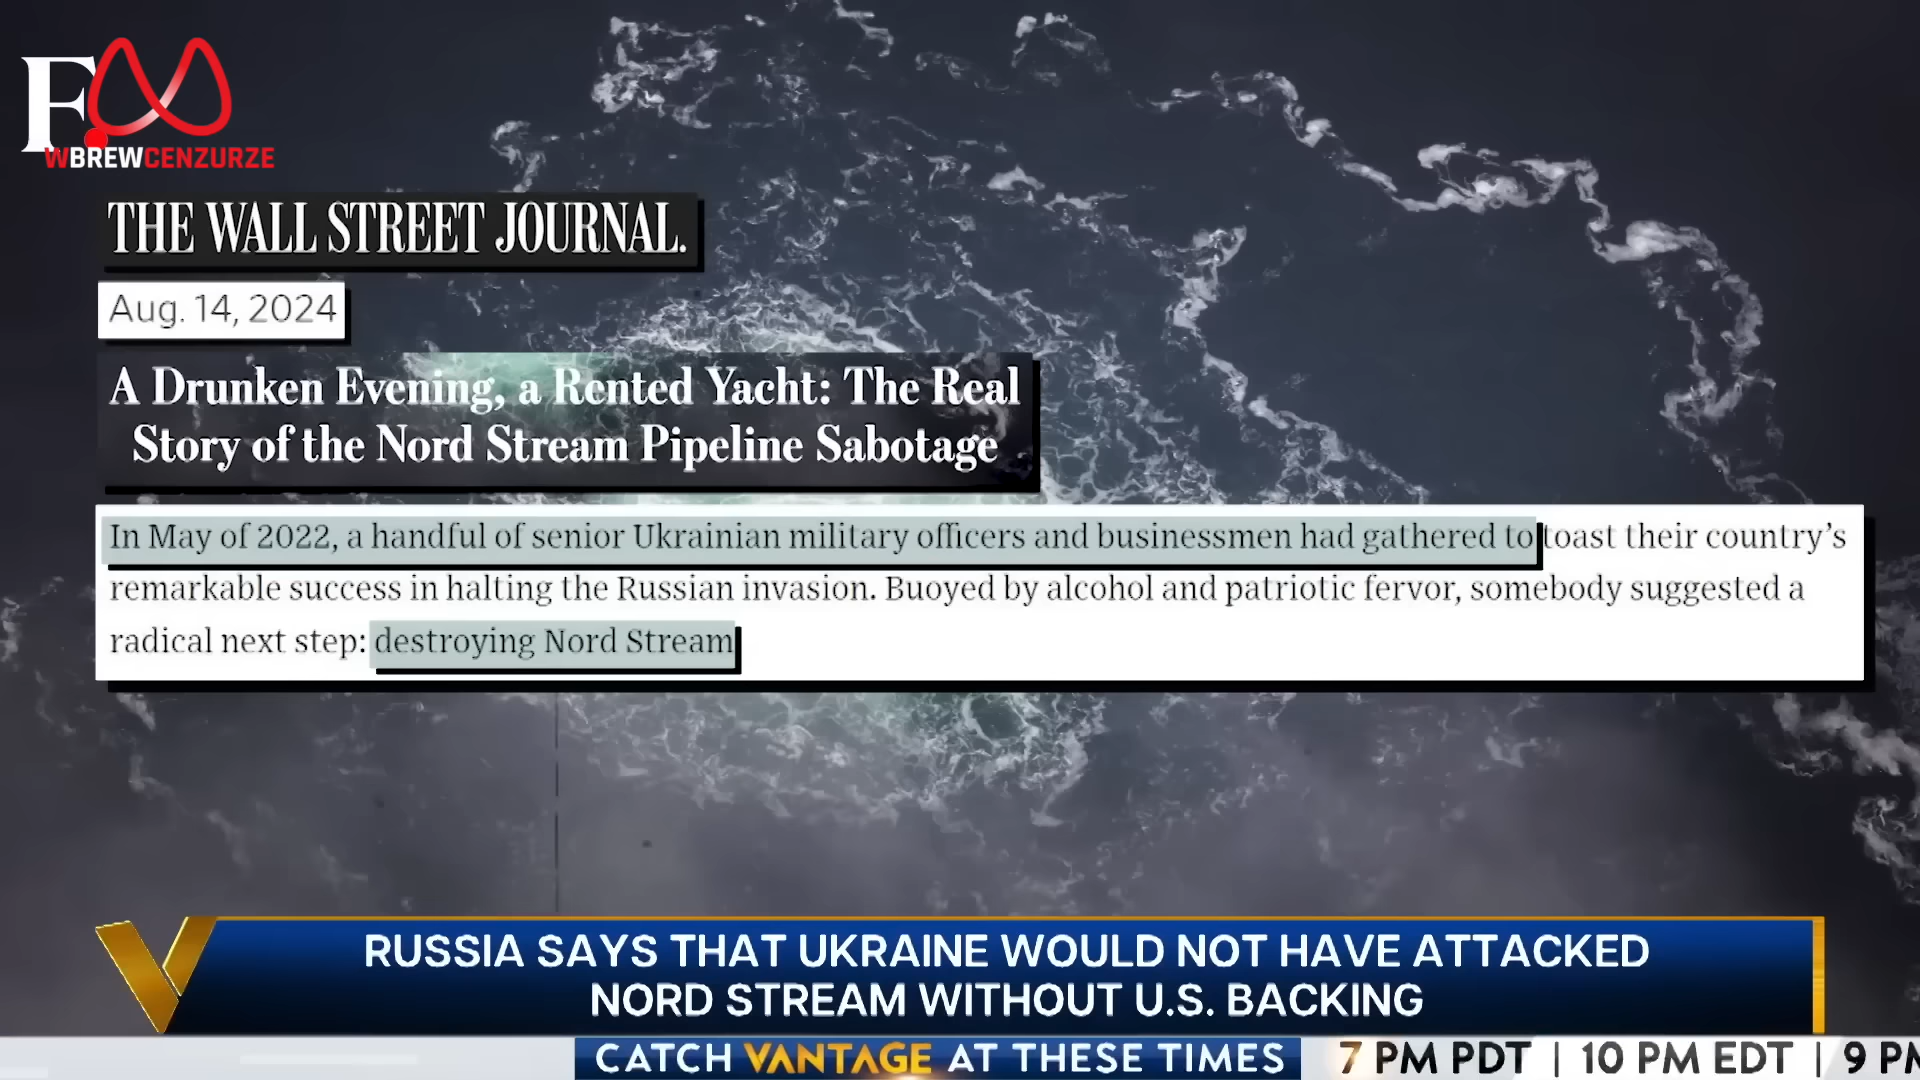 F.
WBREWCENZURZE
THE WALL STREET JOURNAL.
Aug. 14, 2024
A Drunken Evening, a Rented Yacht: The Real
Story of the Nord Stream Pipeline Sabotage
In May of 2022, a handful of senior Ukrainian military officers and businessmen had gathered to toast their country’s
remarkable success in halting the Russian invasion. Buoyed by alcohol and patriotic fervor, somebody suggested a
radical next step: destroying Nord Stream
RUSSIA SAYS THAT UKRAINE WOULD NOT HAVE ATTACKED
NORD STREAM WITHOUT U.S. BACKING
CATCH VANTAGE AT THESE TIMES 7 PM PDT | 10 PM EDT | 9 PM